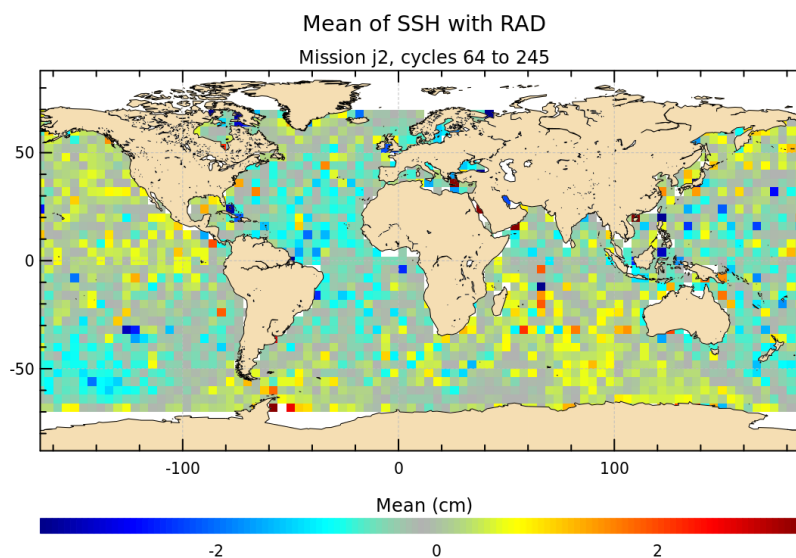 Mean of SSH with RAD
Mission j2, cycles 64 to 245
50
0
-50
-100 0 100
Mean (cm)
-2 0 2